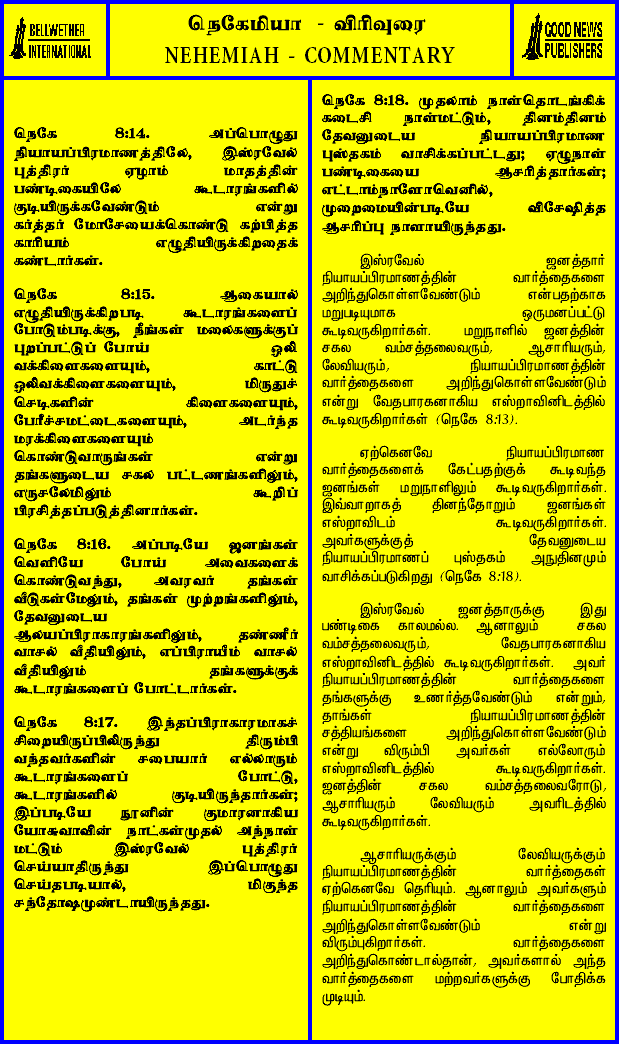 BELLWETHER
INTERNATIONAL
நெகேமியா - விரிவுரை
NEHEMIAH - COMMENTARY
GOOD NEWS
PUBLISHERS
நெகே 8:14. அப்பொழுது
நியாயப்பிரமாணத்திலே, இஸ்ரவேல்
புத்திரர் ஏழாம் மாதத்தின்
பண்டிகையிலே கூடாரங்களில்
குடியிருக்கவேண்டும் என்று
கர்த்தர் மோசேயைக்கொண்டு கற்பித்த
காரியம் எழுதியிருக்கிறதைக்
கண்டார்கள்.
நெகே 8:15. ஆகையால்
எழுதியிருக்கிறபடி கூடாரங்களைப்
போடும்படிக்கு, நீங்கள் மலைகளுக்குப்
புறப்பட்டுப் போய் ஒலி
வக்கிளைகளையும், காட்டு
ஒலிவக்கிளைகளையும், மிருதுச்
செடிகளின் கிளைகளையும்,
பேரீச்சமட்டைகளையும், அடர்ந்த
மரக்கிளைகளையும்
கொண்டுவாருங்கள் என்று
தங்களுடைய சகல பட்டணங்களிலும்,
எருசலேமிலும் கூறிப்
பிரசித்தப்படுத்தினார்கள்.
நெகே 8:16. அப்படியே ஜனங்கள்
வெளியே போய் அவைகளைக்
கொண்டுவந்து, அவரவர் தங்கள்
வீடுகள்மேலும், தங்கள் முற்றங்களிலும்,
தேவனுடைய
ஆலயப்பிராகாரங்களிலும், தண்ணீர்
வாசல் வீதியிலும், எப்பிராயீம் வாசல்
வீதியிலும் தங்களுக்குக்
கூடாரங்களைப் போட்டார்கள்.
நெகே 8:17. இந்தப்பிரகாரமாகச்
சிறையிருப்பிலிருந்து திரும்பி
வந்தவர்களின் சபையார் எல்லாரும்
கூடாரங்களைப் போட்டு,
கூடாரங்களில் குடியிருந்தார்கள்;
இப்படியே நூனின் குமாரனாகிய
யோசுவாவின் நாட்கள்முதல் அந்நாள்
மட்டும் இஸ்ரவேல் புத்திரர்
செய்யாதிருந்து இப்பொழுது
செய்தபடியால், மிகுந்த
சந்தோஷமுண்டாயிருந்தது.
நெகே 8:18. முதலாம் நாள்தொடங்கிக்
கடைசி நாள்மட்டும், தினம்தினம்
தேவனுடைய நியாயப்பிரமாண
புஸ்தகம் வாசிக்கப்பட்டது; ஏழுநாள்
பண்டிகையை ஆசரித்தார்கள்;
எட்டாம்நாளோவெனில்,
முறைமையின்படியே விசேஷித்த
ஆசரிப்பு நாளாயிருந்தது.
இஸ்ரவேல் ஜனத்தார்
நியாயப்பிரமாணத்தின் வார்த்தைகளை
அறிந்துகொள்ளவேண்டும் என்பதற்காக
மறுபடியுமாக ஒருமனப்பட்டு
கூடிவருகிறார்கள். மறுநாளில் ஜனத்தின்
சகல வம்சத்தலைவரும், ஆசாரியரும்,
லேவியரும், நியாயப்பிரமாணத்தின்
வார்த்தைகளை அறிந்துகொள்ளவேண்டும்
என்று வேதபாரகனாகிய எஸ்றாவினிடத்தில்
கூடிவருகிறார்கள் (நெகே 8:13).
ஏற்கெனவே நியாயப்பிரமாண
வார்த்தைகளைக் கேட்பதற்குக் கூடிவந்த
ஜனங்கள் மறுநாளிலும் கூடிவருகிறார்கள்.
இவ்வாறாகத் தினந்தோறும் ஜனங்கள்
எஸ்றாவிடம் கூடிவருகிறார்கள்.
அவர்களுக்குத் தேவனுடைய
நியாயப்பிரமாணப் புஸ்தகம் அநுதினமும்
வாசிக்கப்படுகிறது (நெகே 8:18).
இஸ்ரவேல் ஜனத்தாருக்கு இது
பண்டிகை காலமல்ல. ஆனாலும் சகல
வம்சத்தலைவரும், வேதபாரகனாகிய
எஸ்றாவினிடத்தில் கூடிவருகிறார்கள். அவர்
நியாயப்பிரமாணத்தின் வார்த்தைகளை
தங்களுக்கு உணர்த்தவேண்டும் என்றும்,
தாங்கள் நியாயப்பிரமாணத்தின்
சத்தியங்களை அறிந்துகொள்ளவேண்டும்
என்று விரும்பி அவர்கள் எல்லோரும்
எஸ்றாவினிடத்தில் கூடிவருகிறார்கள்.
ஜனத்தின் சகல வம்சத்தலைவரோடு,
ஆசாரியரும் லேவியரும் அவரிடத்தில்
கூடிவருகிறார்கள்.
ஆசாரியருக்கும் லேவியருக்கும்
நியாயப்பிரமாணத்தின் வார்த்தைகள்
ஏற்கெனவே தெரியும். ஆனாலும் அவர்களும்
நியாயப்பிரமாணத்தின் வார்த்தைகளை
அறிந்துகொள்ளவேண்டும் என்று
விரும்புகிறார்கள். வார்த்தைகளை
அறிந்துகொண்டால்தான், அவர்களால் அந்த
வார்த்தைகளை மற்றவர்களுக்கு போதிக்க
முடியும்.